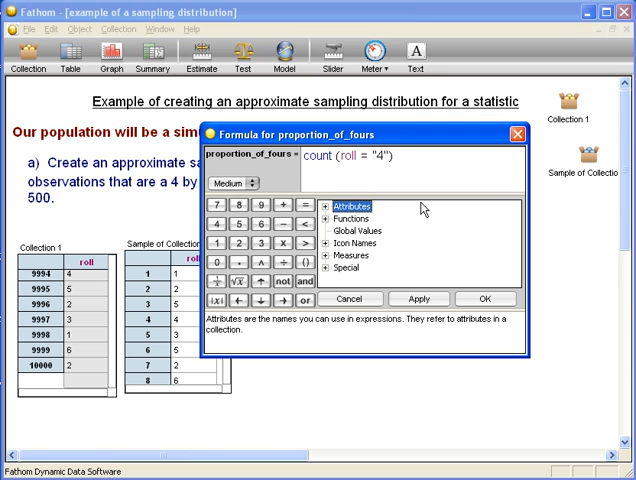 Fathom - [example of a sampling distribution]
File Edit Object Collection Window Help
Collection Table Graph Summary Estimate Test Model Slider Meter Text
Example of creating an approximate sampling distribution for a statistic
Collection 1
Our population will be a sim
Sample of Collectio
a) Create an approximate sa
observations that are a 4 by
500.
Formula for proportion_of_fours
proportion_of_fours = count (roll = "4")
Medium
7 8 9 + =
4 5 6 − <
1 2 3 x >
0 . ^ ÷ ()
not and
|x| or
Attributes
Functions
Global Values
Icon Names
Measures
Special
Cancel Apply OK
Attributes are the names you can use in expressions. They refer to attributes in a
collection.
Collection 1
roll
9994 4
9995 5
9996 2
9997 3
9998 1
9999 6
10000 2
Sample of Collection
roll
1 1
2 2
3 5
4 4
5 3
6 5
7 2
8 6
Fathom Dynamic Data Software